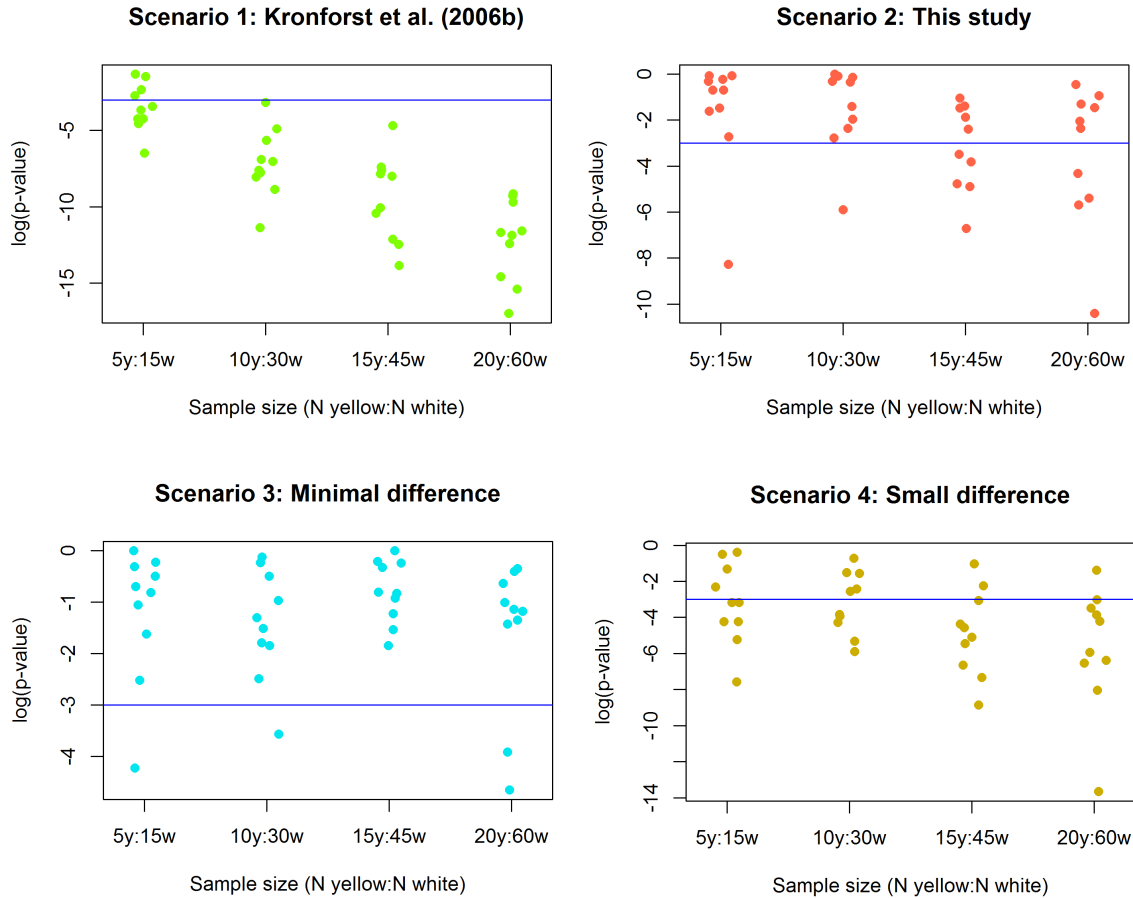 Scenario 1: Kronforst et al. (2006b)
log(p-value)
-5
-10
-15
5y:15w 10y:30w 15y:45w 20y:60w
Sample size (N yellow:N white)
Scenario 2: This study
log(p-value)
0
-2
-4
-6
-8
-10
5y:15w 10y:30w 15y:45w 20y:60w
Sample size (N yellow:N white)
Scenario 3: Minimal difference
log(p-value)
0
-1
-2
-3
-4
5y:15w 10y:30w 15y:45w 20y:60w
Sample size (N yellow:N white)
Scenario 4: Small difference
log(p-value)
0
-2
-4
-6
-10
-14
5y:15w 10y:30w 15y:45w 20y:60w
Sample size (N yellow:N white)